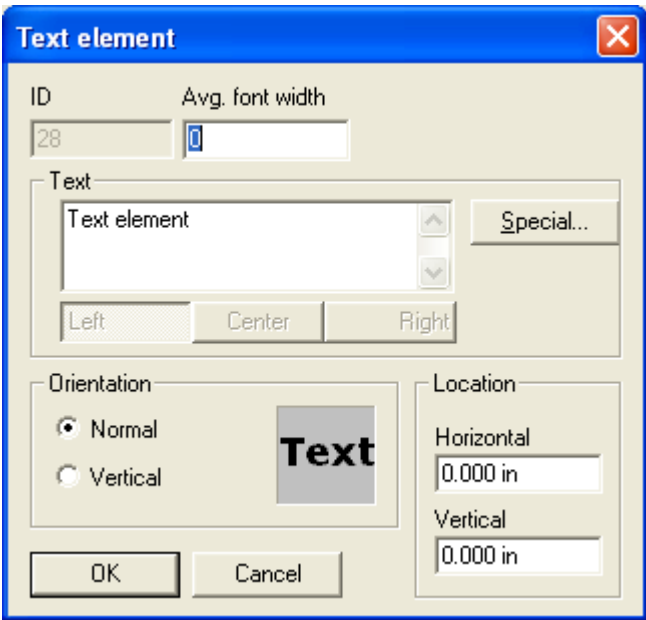 Text element
ID Avg. font width
28 0
Text
Text element
Special...
Left Center Right
Orientation
Normal
Vertical
Text
Location
Horizontal
0.000 in
Vertical
0.000 in
OK Cancel